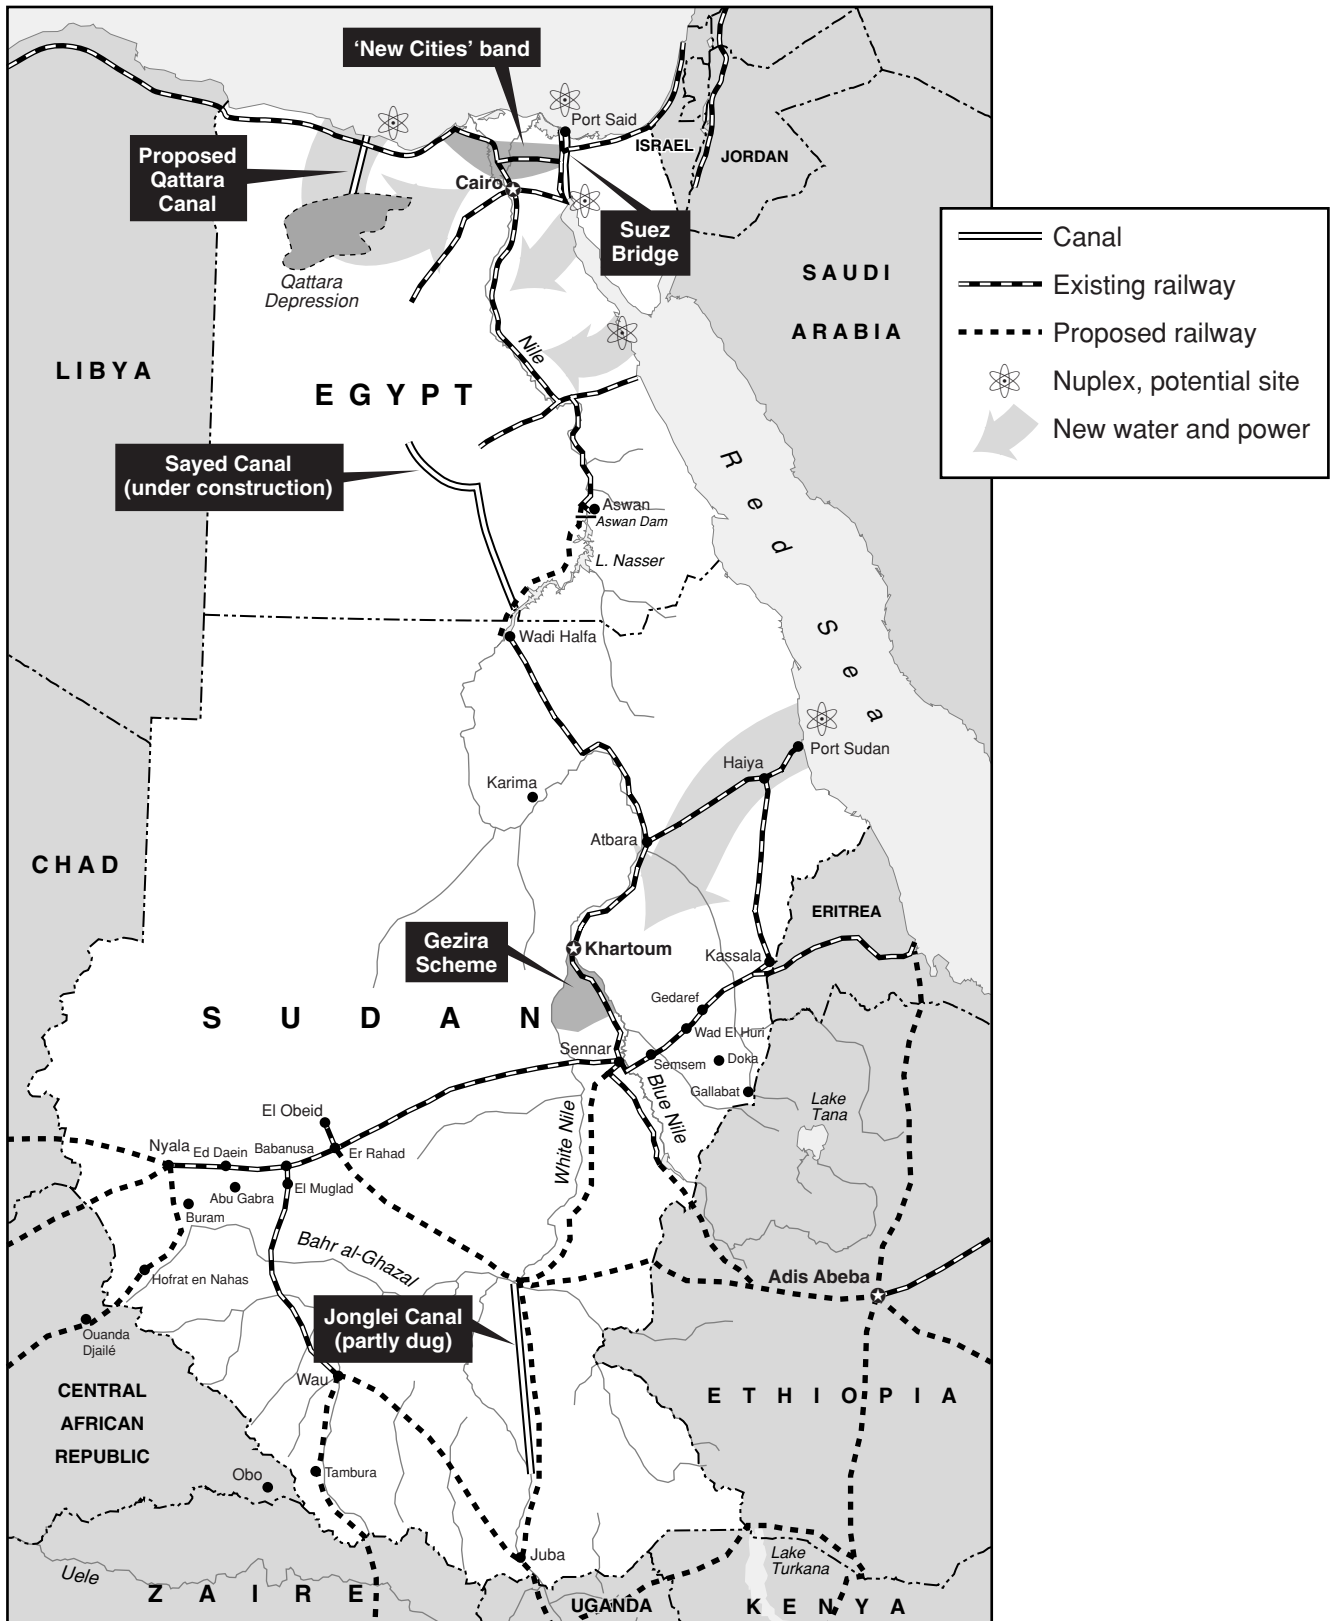 ‘New Cities’ band
Port Said
ISRAEL
JORDAN
Proposed
Qattara
Canal
Cairo
Suez
Bridge
Canal
Existing railway
Proposed railway
Nuplex, potential site
New water and power
Qattara
Depression
SAUDI
ARABIA
LIBYA
Nile
EGYPT
Red Sea
Sayed Canal
(under construction)
Aswan
Aswan Dam
L. Nasser
Wadi Halfa
Port Sudan
Haiya
Karima
Atbara
CHAD
ERITREA
Gezira
Scheme
Khartoum
Kassala
Gedaref
SUDAN
Wad El Huri
Sennar
Semsem
Doka
Gallabat
Blue Nile
Lake
Tana
El Obeid
White Nile
Nyala
Ed Daein
Babanusa
Er Rahad
Abu Gabra
El Muglad
Buram
Bahr al-Ghazal
Hofrat en Nahas
Adis Abeba
Jonglei Canal
(partly dug)
Ouanda
Djailé
Wau
CENTRAL
AFRICAN
REPUBLIC
ETHIOPIA
Obo
Tambura
Juba
Lake
Turkana
Uele
ZAIRE
UGANDA
KENYA